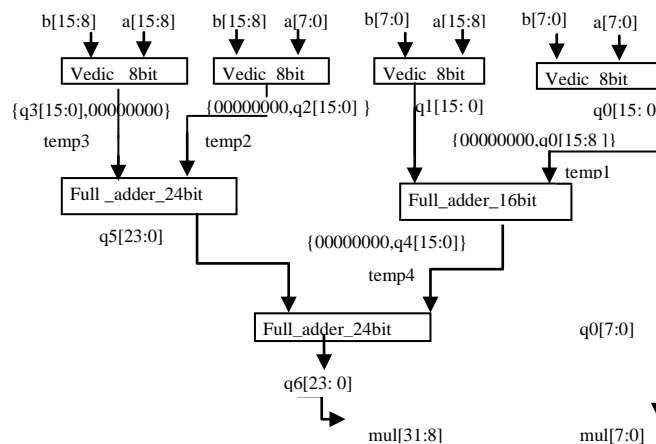 b[15:8] a[15:8] b[15:8] a[7:0] b[7:0] a[15:8] b[7:0] a[7:0]
Vedic 8bit Vedic 8bit Vedic 8bit Vedic 8bit
{q3[15:0],00000000} {00000000,q2[15:0] } q1[15: 0] q0[15: 0
{00000000,q0[15:8 ]}
temp3 temp2 temp1
Full _adder_24bit Full_adder_16bit
q5[23:0] {00000000,q4[15:0]}
temp4
Full_adder_24bit q0[7:0]
q6[23: 0]
mul[31:8] mul[7:0]